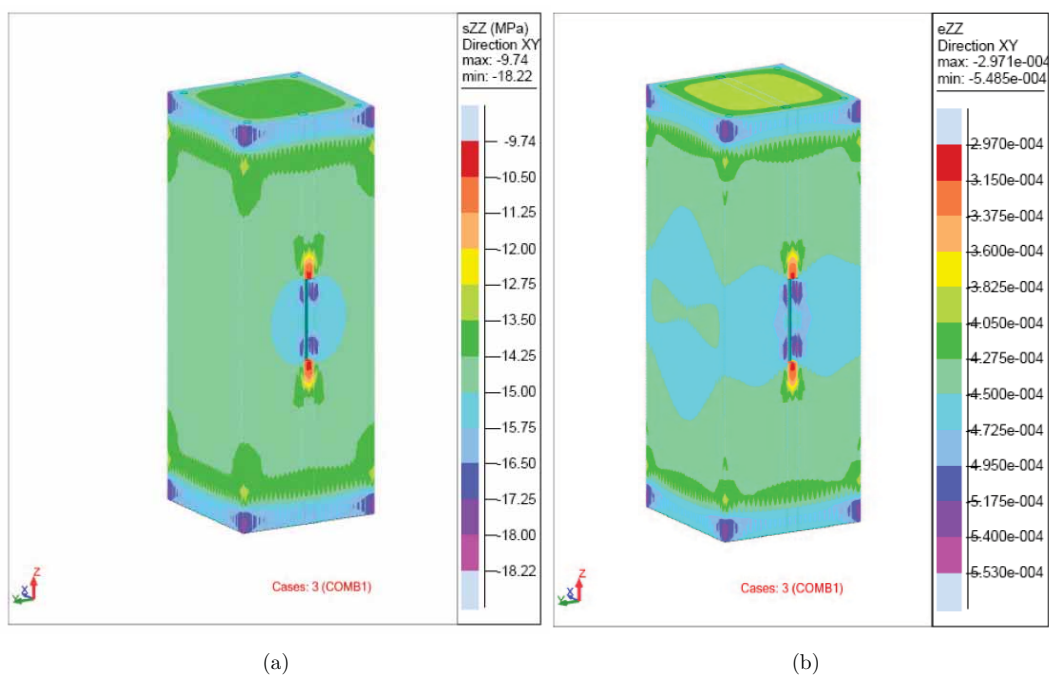 sZZ (MPa)
Direction XY
max: -9.74
min: -18.22
-9.74
-10.50
-11.25
-12.00
-12.75
-13.50
-14.25
-15.00
-15.75
-16.50
-17.25
-18.00
-18.22
Z
X
Y
Cases: 3 (COMB1)
eZZ
Direction XY
max: -2.971e-004
min: -5.485e-004
-2.970e-004
-3.150e-004
-3.375e-004
-3.600e-004
-3.825e-004
-4.050e-004
-4.275e-004
-4.500e-004
-4.725e-004
-4.950e-004
-5.175e-004
-5.400e-004
-5.530e-004
Z
X
Y
Cases: 3 (COMB1)
(a)
(b)